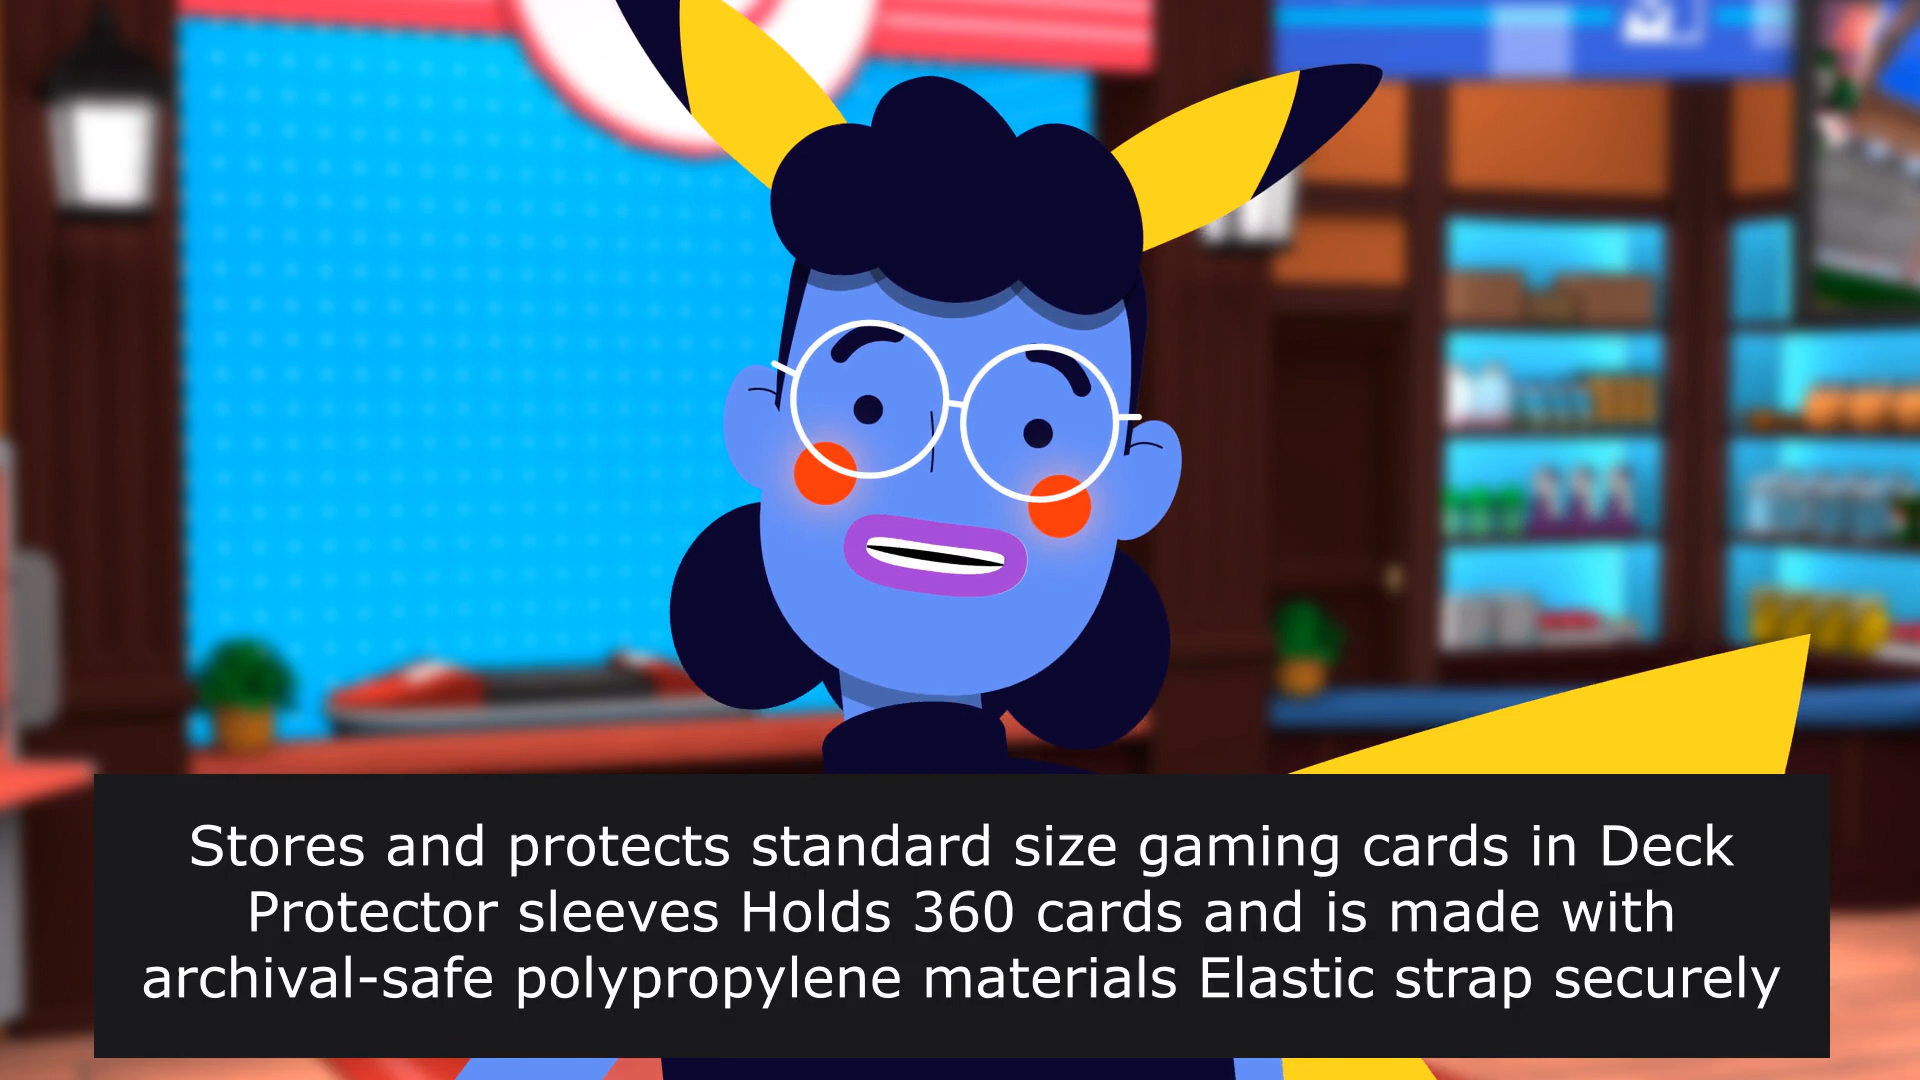 Stores and protects standard size gaming cards in Deck
Protector sleeves Holds 360 cards and is made with
archival-safe polypropylene materials Elastic strap securely